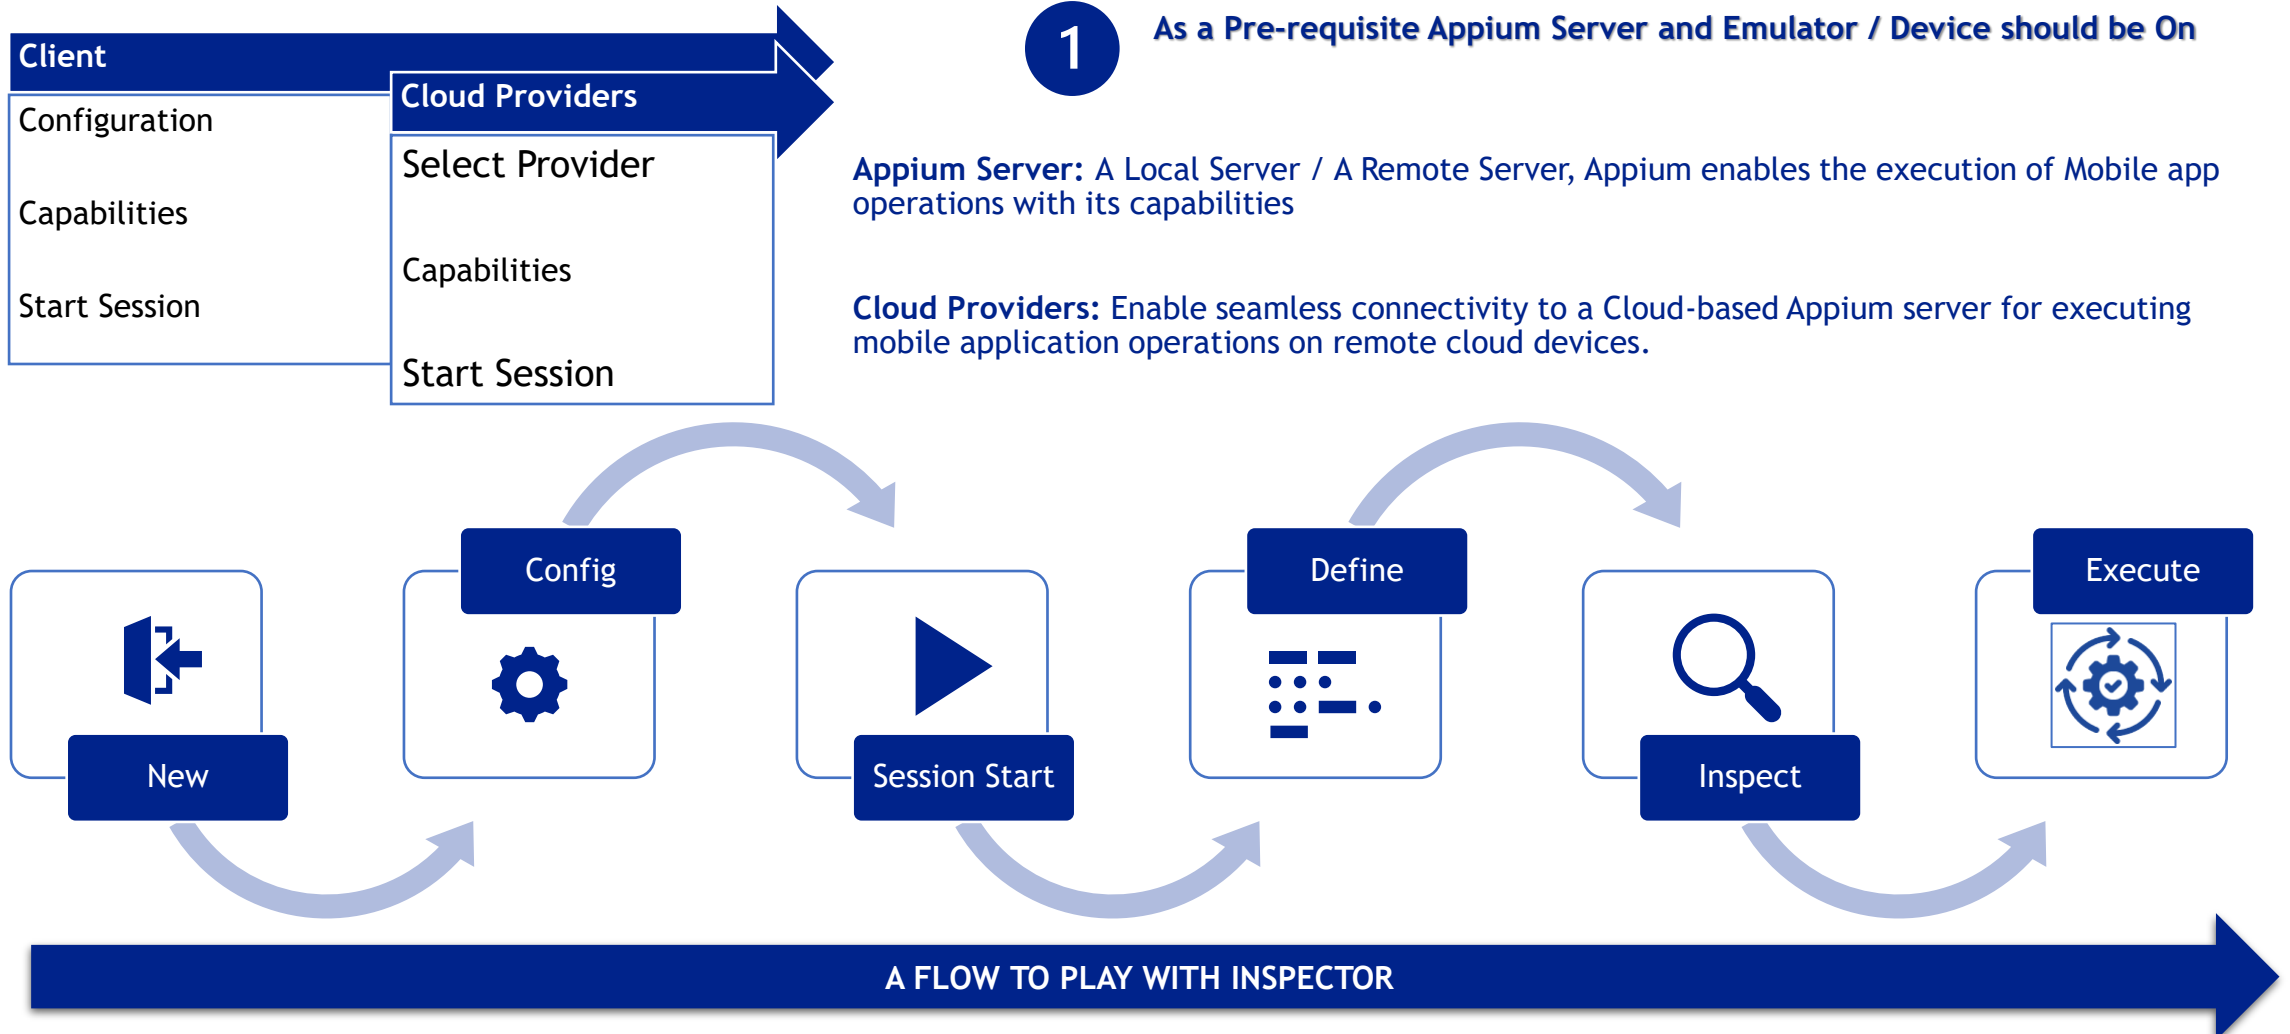 Client
Configuration
Capabilities
Start Session
Cloud Providers
Select Provider
Capabilities
Start Session
1
As a Pre-requisite Appium Server and Emulator / Device should be On
Appium Server: A Local Server / A Remote Server, Appium enables the execution of Mobile app
operations with its capabilities
Cloud Providers: Enable seamless connectivity to a Cloud-based Appium server for executing
mobile application operations on remote cloud devices.
New
Config
Session Start
Define
Inspect
Execute
A FLOW TO PLAY WITH INSPECTOR